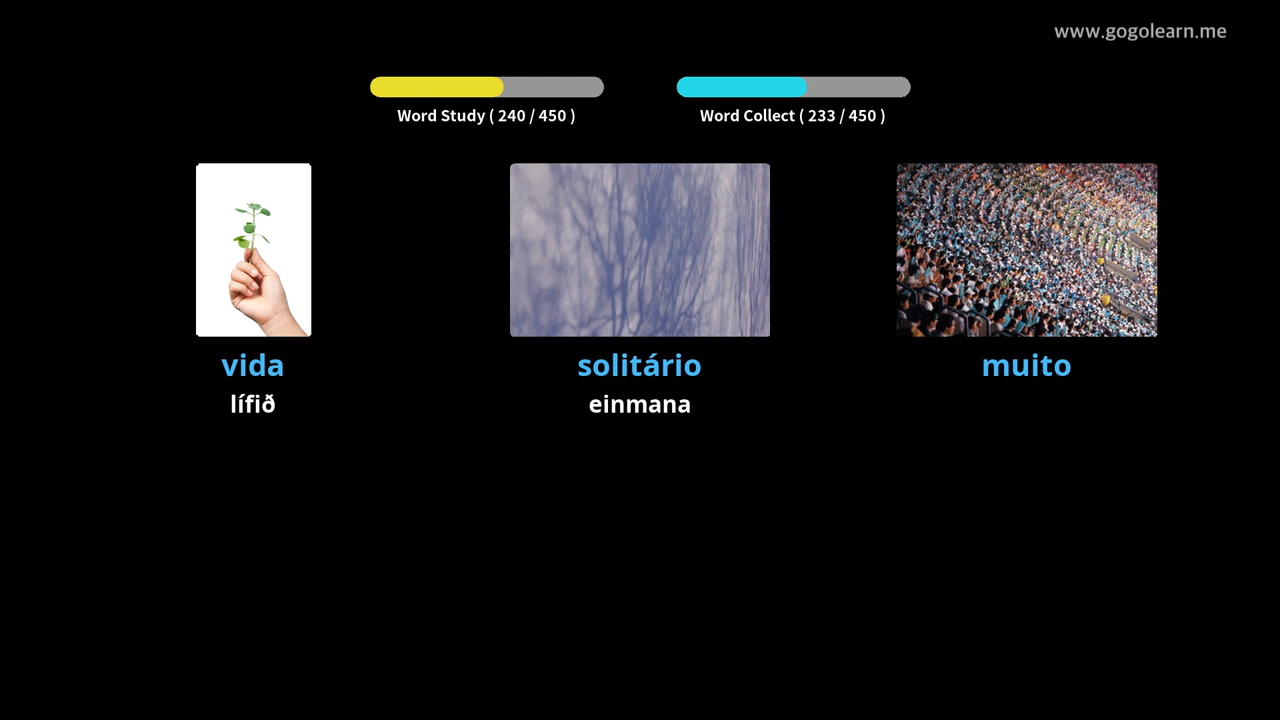 www.gogolearn.me
Word Study ( 240 / 450 )
Word Collect ( 233 / 450 )
vida
lífið
solitário
einmana
muito